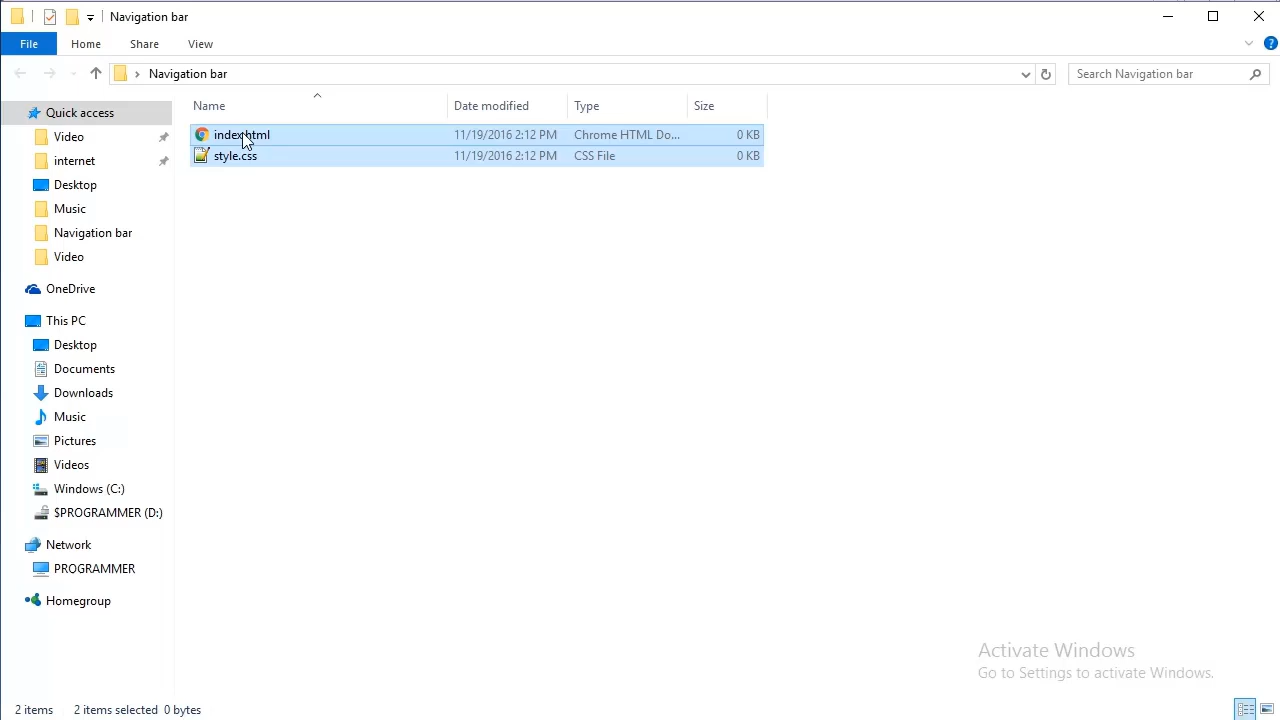 Navigation bar
File Home Share View
Navigation bar
Search Navigation bar
Name Date modified Type Size
index.html 11/19/2016 2:12 PM Chrome HTML Do... 0 KB
style.css 11/19/2016 2:12 PM CSS File 0 KB
Quick access
Video
internet
Desktop
Music
Navigation bar
Video
OneDrive
This PC
Desktop
Documents
Downloads
Music
Pictures
Videos
Windows (C:)
$PROGRAMMER (D:)
Network
PROGRAMMER
Homegroup
Activate Windows
Go to Settings to activate Windows.
2 items 2 items selected 0 bytes